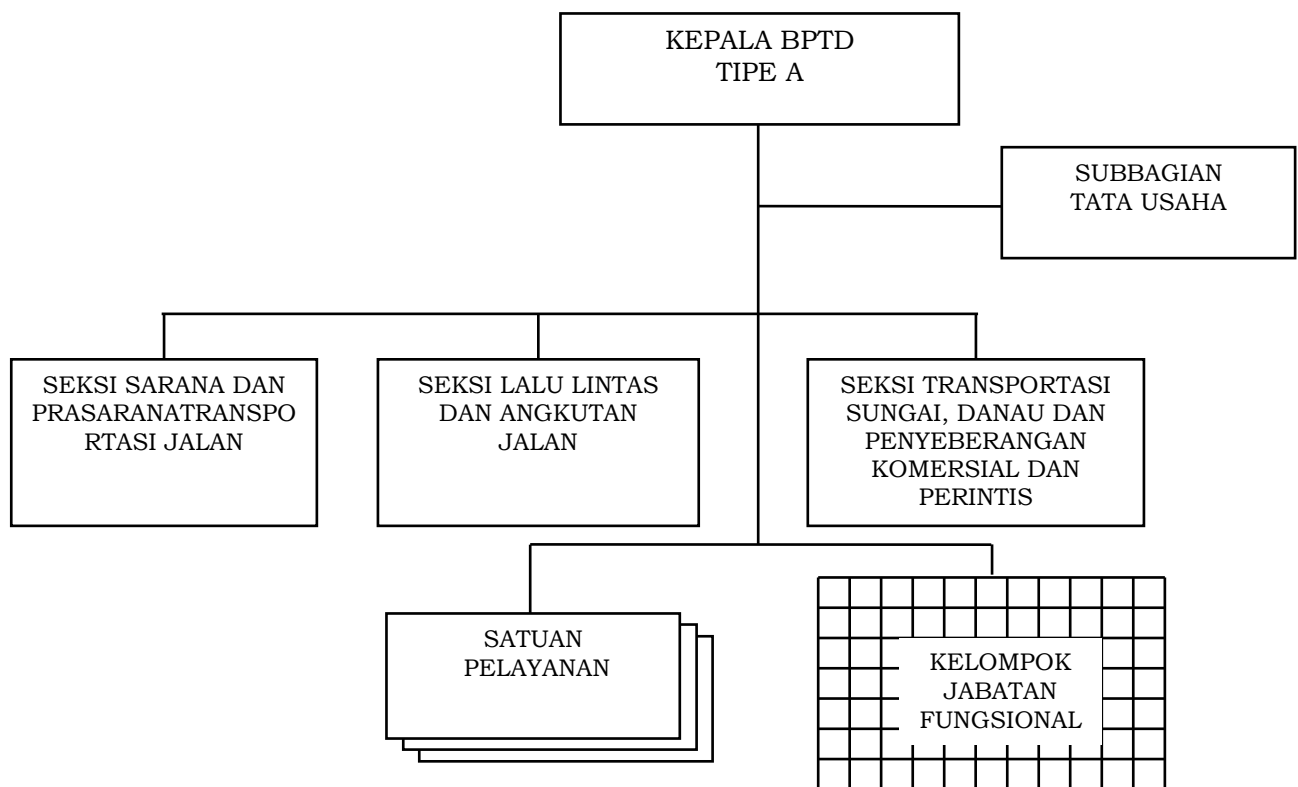 KEPALA BPTD
TIPE A
SUBBAGIAN
TATA USAHA
SEKSI SARANA DAN
PRASARANATRANSPO
RTASI JALAN
SEKSI LALU LINTAS
DAN ANGKUTAN
JALAN
SEKSI TRANSPORTASI
SUNGAI, DANAU DAN
PENYEBERANGAN
KOMERSIAL DAN
PERINTIS
SATUAN
PELAYANAN
KELOMPOK
JABATAN
FUNGSIONAL